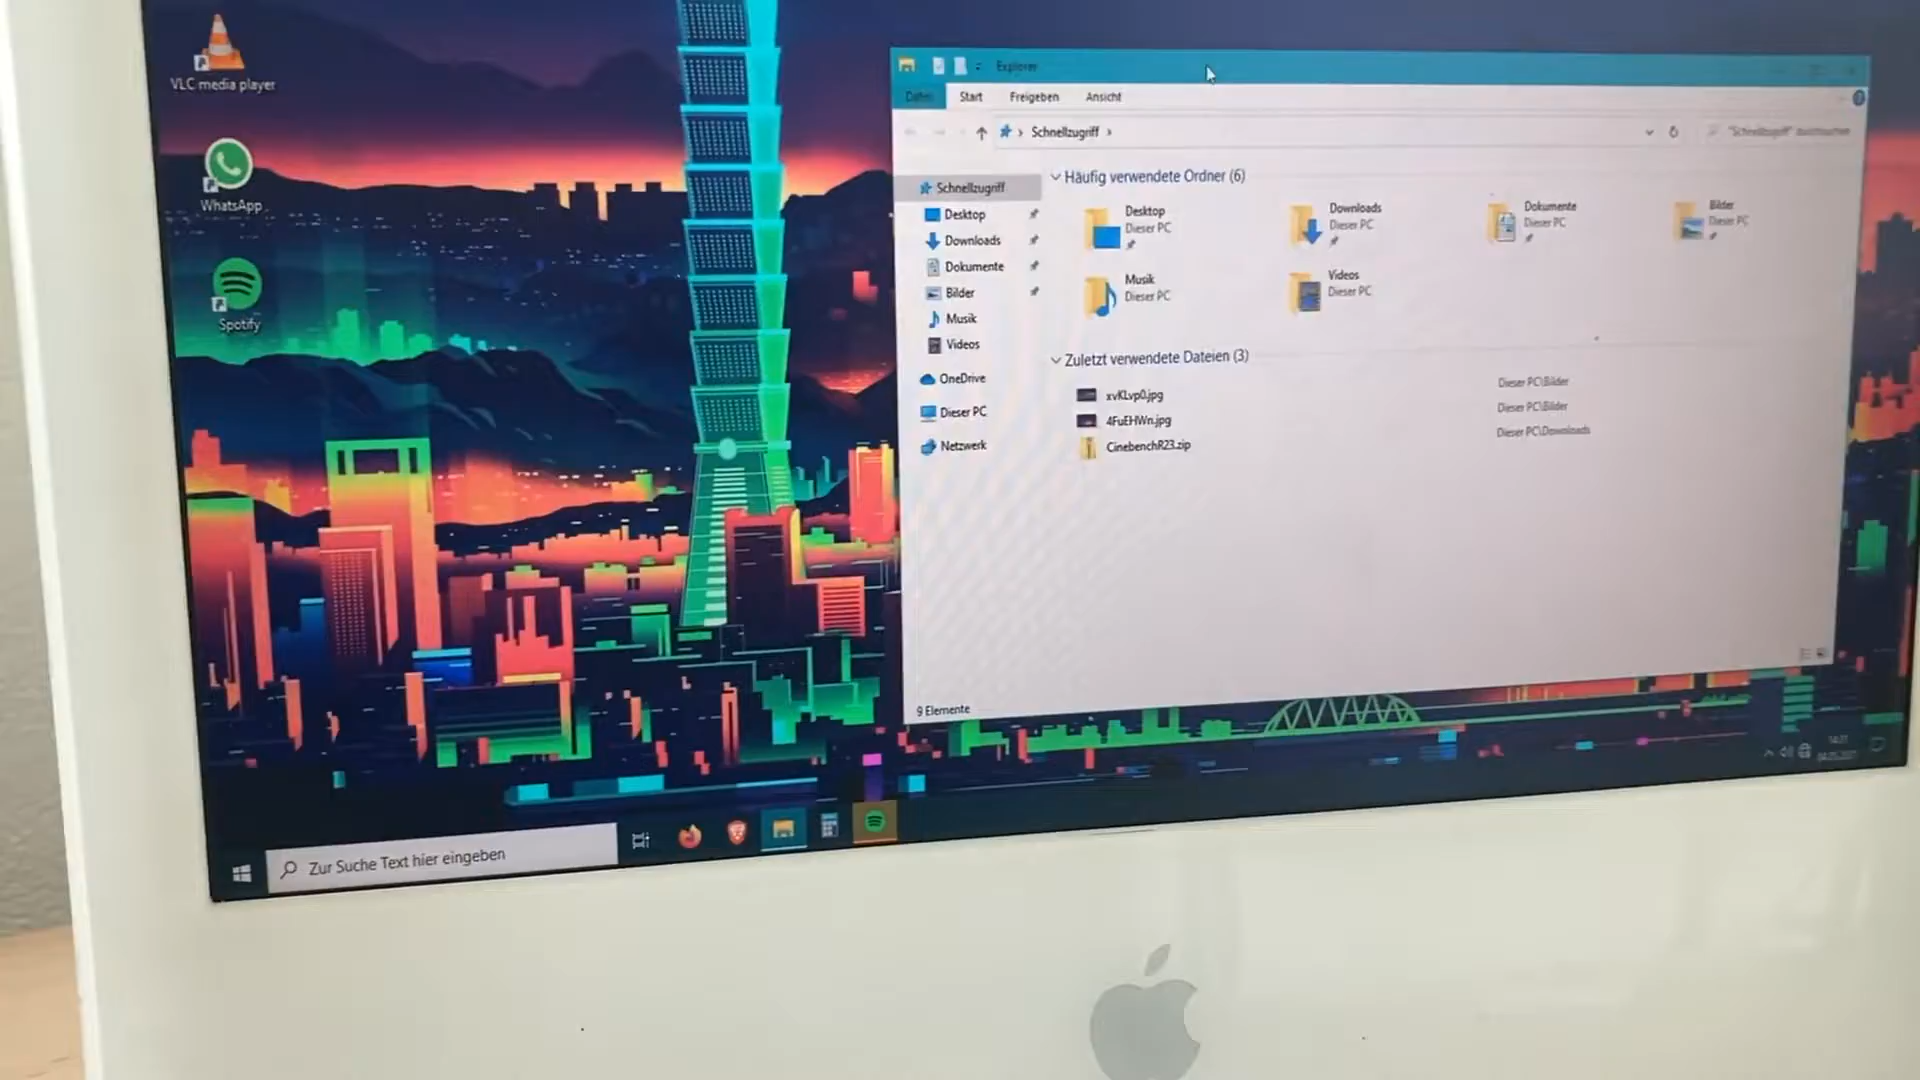 VLC media player
WhatsApp
Spotify
Explorer
Datei Start Freigeben Ansicht
Schnellzugriff
"Schnellzugriff" durchsuchen
Schnellzugriff
Desktop
Downloads
Dokumente
Bilder
Musik
Videos
OneDrive
Dieser PC
Netzwerk
Häufig verwendete Ordner (6)
Desktop
Dieser PC
Downloads
Dieser PC
Dokumente
Dieser PC
Bilder
Dieser PC
Musik
Dieser PC
Videos
Dieser PC
Zuletzt verwendete Dateien (3)
xvKLvp0.jpg Dieser PC\Bilder
4FuEHWn.jpg Dieser PC\Bilder
CinebenchR23.zip Dieser PC\Downloads
9 Elemente
Zur Suche Text hier eingeben